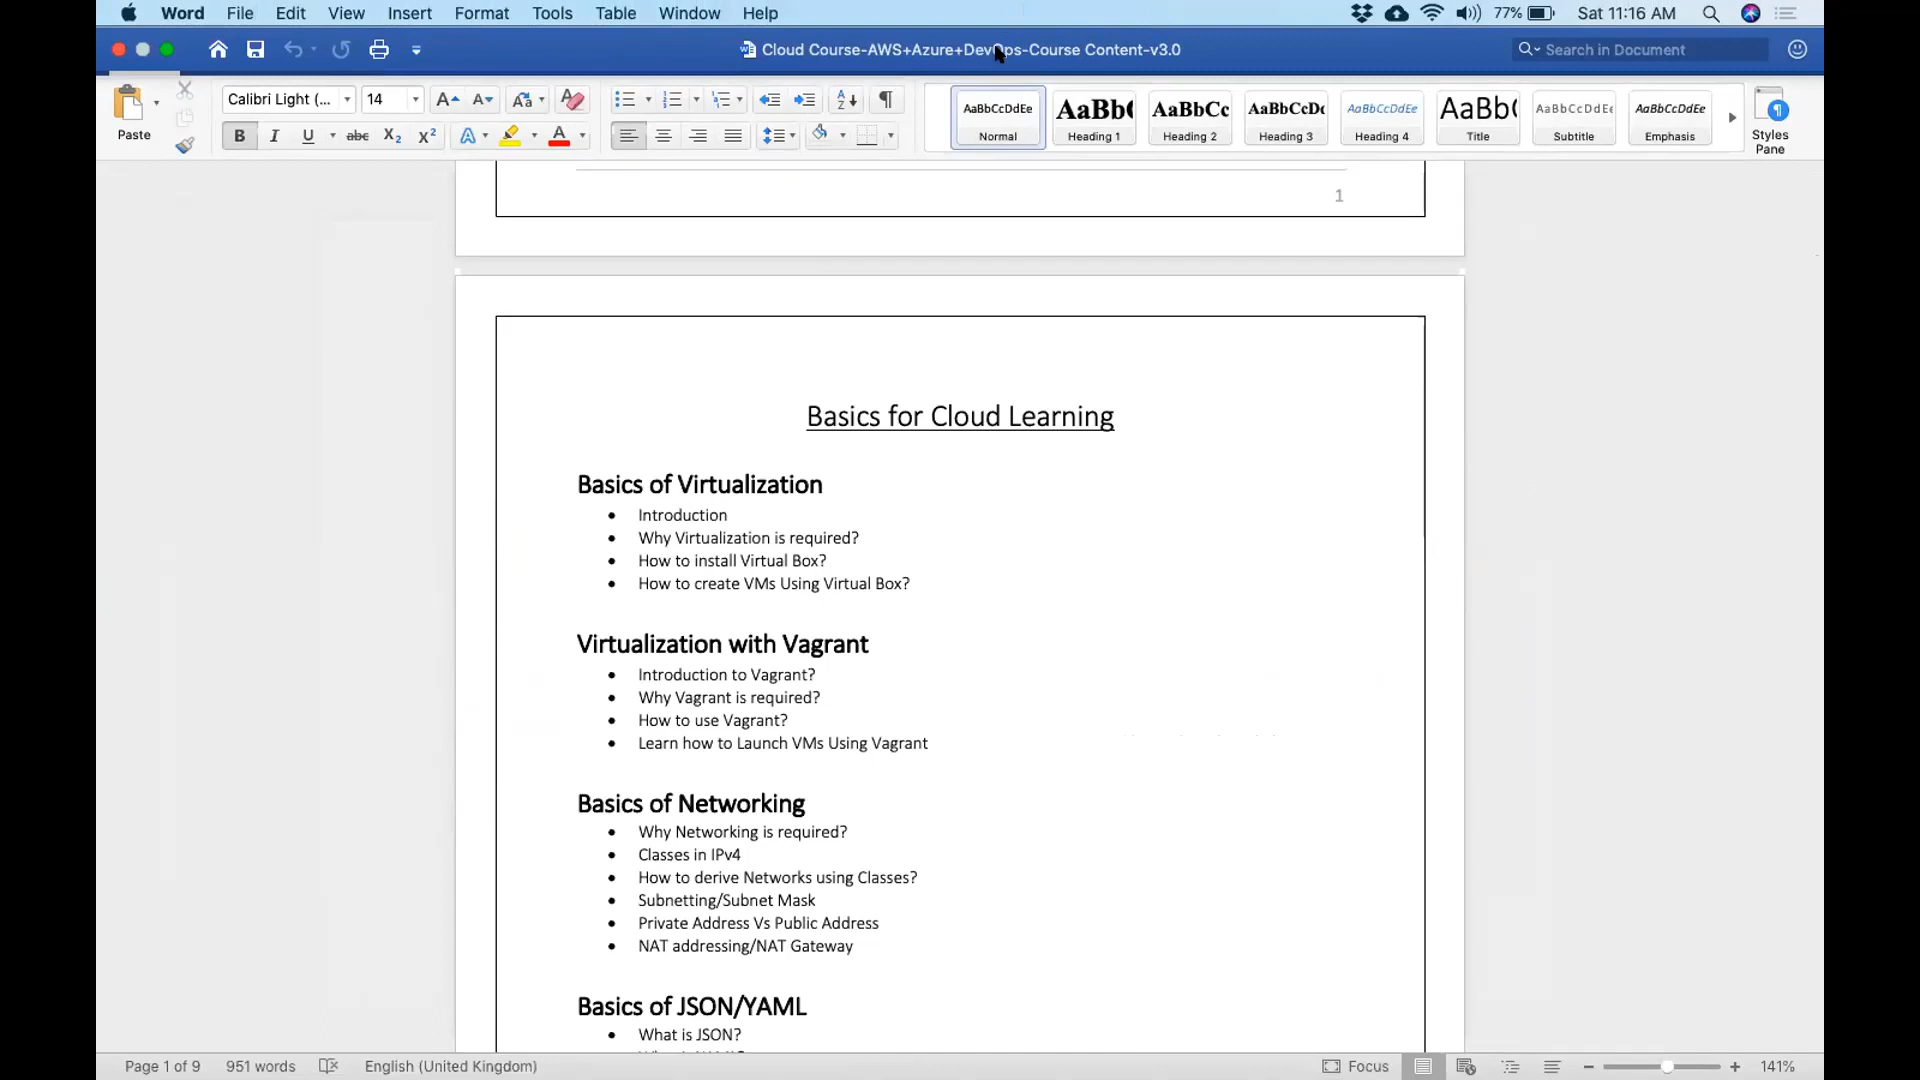 Word File Edit View Insert Format Tools Table Window Help 77% Sat 11:16 AM
Cloud Course-AWS+Azure+DevOps-Course Content-v3.0 Search in Document
Calibri Light (... 14
Paste
AaBbCcDdEe AaBb( AaBbCc AaBbCcDc AaBbCcDdEe AaBb( AaBbCcDdEe AaBbCcDdEe
Normal Heading 1 Heading 2 Heading 3 Heading 4 Title Subtitle Emphasis
Styles
Pane
1
Basics for Cloud Learning
Basics of Virtualization
• Introduction
• Why Virtualization is required?
• How to install Virtual Box?
• How to create VMs Using Virtual Box?
Virtualization with Vagrant
• Introduction to Vagrant?
• Why Vagrant is required?
• How to use Vagrant?
• Learn how to Launch VMs Using Vagrant
Basics of Networking
• Why Networking is required?
• Classes in IPv4
• How to derive Networks using Classes?
• Subnetting/Subnet Mask
• Private Address Vs Public Address
• NAT addressing/NAT Gateway
Basics of JSON/YAML
• What is JSON?
Page 1 of 9 951 words English (United Kingdom) Focus 141%